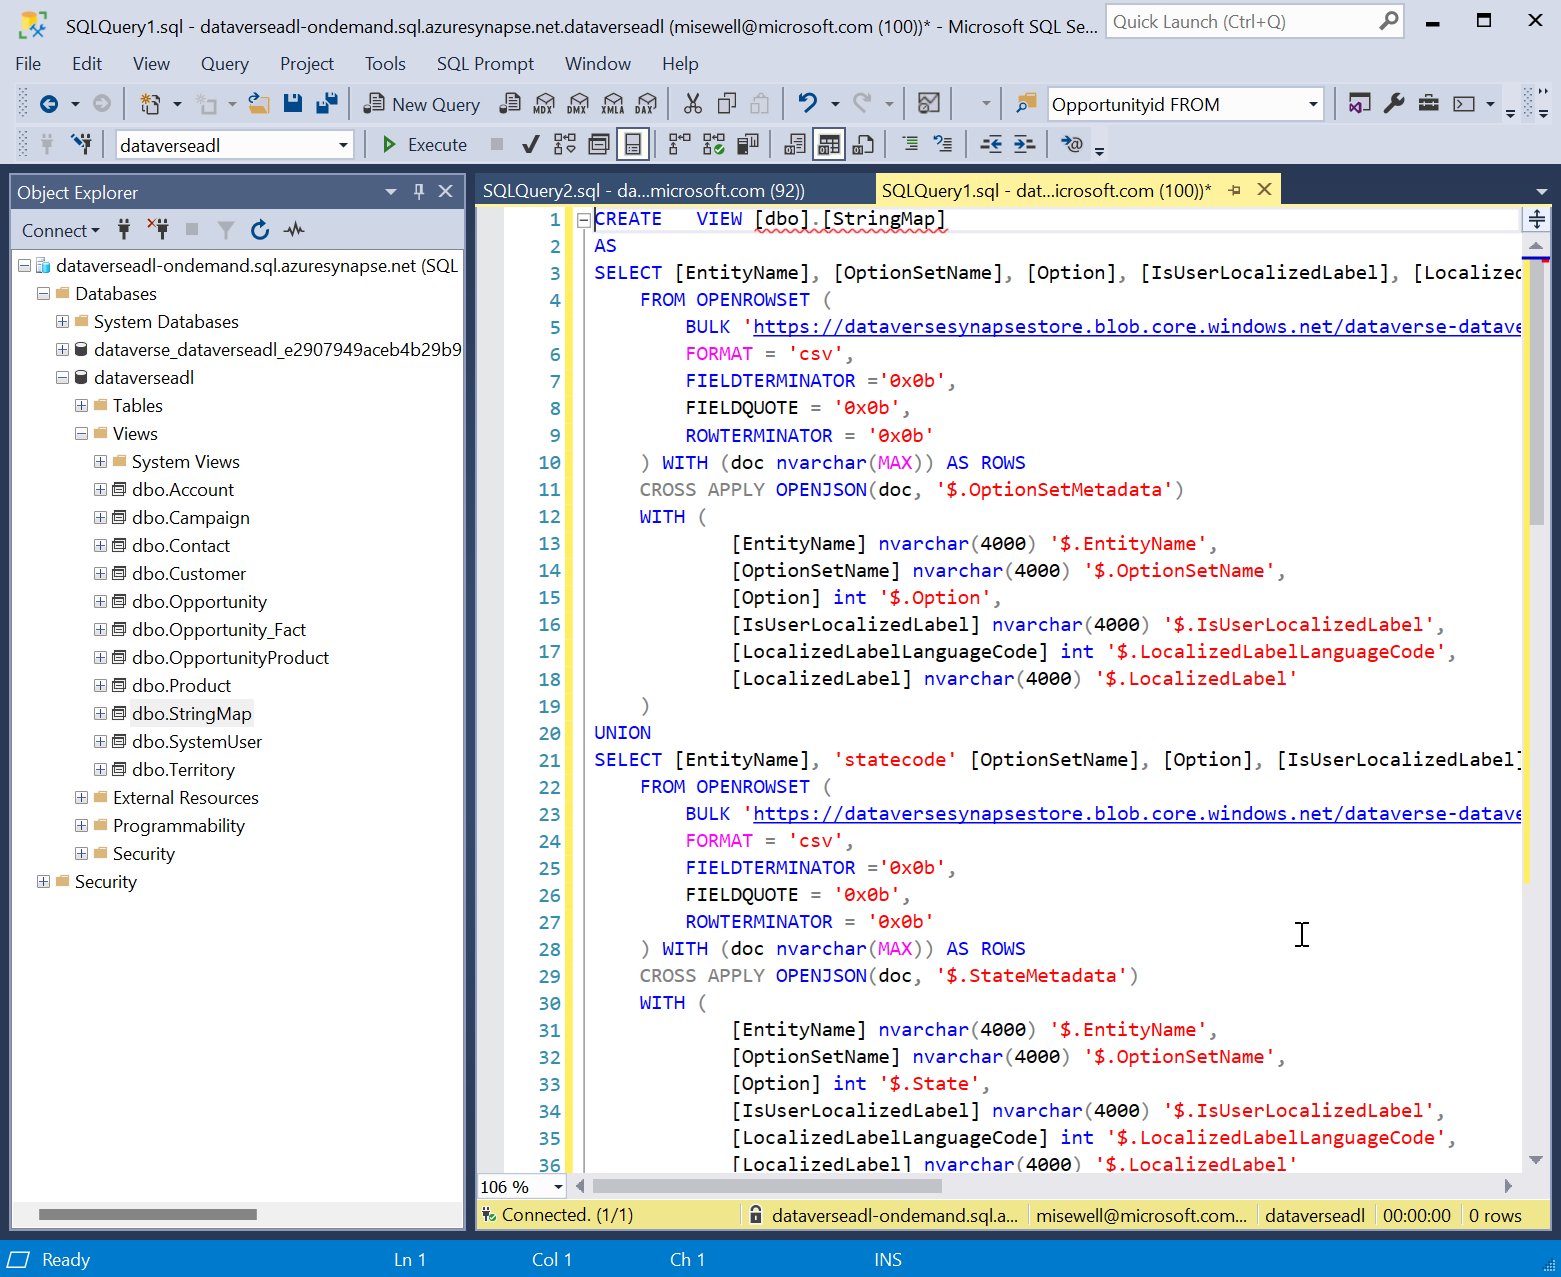 SQLQuery1.sql - dataverseadl-ondemand.sql.azuresynapse.net.dataverseadl (misewell@microsoft.com (100))* - Microsoft SQL Se...
Quick Launch (Ctrl+Q)
File Edit View Query Project Tools SQL Prompt Window Help
New Query MDX DMX XMLA DAX Opportunityid FROM
dataverseadl Execute
Object Explorer
Connect
dataverseadl-ondemand.sql.azuresynapse.net (SQL
Databases
System Databases
dataverse_dataverseadl_e2907949aceb4b29b9
dataverseadl
Tables
Views
System Views
dbo.Account
dbo.Campaign
dbo.Contact
dbo.Customer
dbo.Opportunity
dbo.Opportunity_Fact
dbo.OpportunityProduct
dbo.Product
dbo.StringMap
dbo.SystemUser
dbo.Territory
External Resources
Programmability
Security
Security
SQLQuery2.sql - da...microsoft.com (92))
SQLQuery1.sql - dat...icrosoft.com (100))*
1 CREATE   VIEW [dbo].[StringMap]
2 AS
3 SELECT [EntityName], [OptionSetName], [Option], [IsUserLocalizedLabel], [Localized
4 FROM OPENROWSET (
5 BULK 'https://dataversesynapsestore.blob.core.windows.net/dataverse-datave
6 FORMAT = 'csv',
7 FIELDTERMINATOR ='0x0b',
8 FIELDQUOTE = '0x0b',
9 ROWTERMINATOR = '0x0b'
10 ) WITH (doc nvarchar(MAX)) AS ROWS
11 CROSS APPLY OPENJSON(doc, '$.OptionSetMetadata')
12 WITH (
13 [EntityName] nvarchar(4000) '$.EntityName',
14 [OptionSetName] nvarchar(4000) '$.OptionSetName',
15 [Option] int '$.Option',
16 [IsUserLocalizedLabel] nvarchar(4000) '$.IsUserLocalizedLabel',
17 [LocalizedLabelLanguageCode] int '$.LocalizedLabelLanguageCode',
18 [LocalizedLabel] nvarchar(4000) '$.LocalizedLabel'
19 )
20 UNION
21 SELECT [EntityName], 'statecode' [OptionSetName], [Option], [IsUserLocalizedLabel]
22 FROM OPENROWSET (
23 BULK 'https://dataversesynapsestore.blob.core.windows.net/dataverse-datave
24 FORMAT = 'csv',
25 FIELDTERMINATOR ='0x0b',
26 FIELDQUOTE = '0x0b',
27 ROWTERMINATOR = '0x0b'
28 ) WITH (doc nvarchar(MAX)) AS ROWS
29 CROSS APPLY OPENJSON(doc, '$.StateMetadata')
30 WITH (
31 [EntityName] nvarchar(4000) '$.EntityName',
32 [OptionSetName] nvarchar(4000) '$.OptionSetName',
33 [Option] int '$.State',
34 [IsUserLocalizedLabel] nvarchar(4000) '$.IsUserLocalizedLabel',
35 [LocalizedLabelLanguageCode] int '$.LocalizedLabelLanguageCode',
36 [LocalizedLabel] nvarchar(4000) '$.LocalizedLabel'
106 %
Connected. (1/1) dataverseadl-ondemand.sql.a... misewell@microsoft.com... dataverseadl 00:00:00 0 rows
Ready Ln 1 Col 1 Ch 1 INS